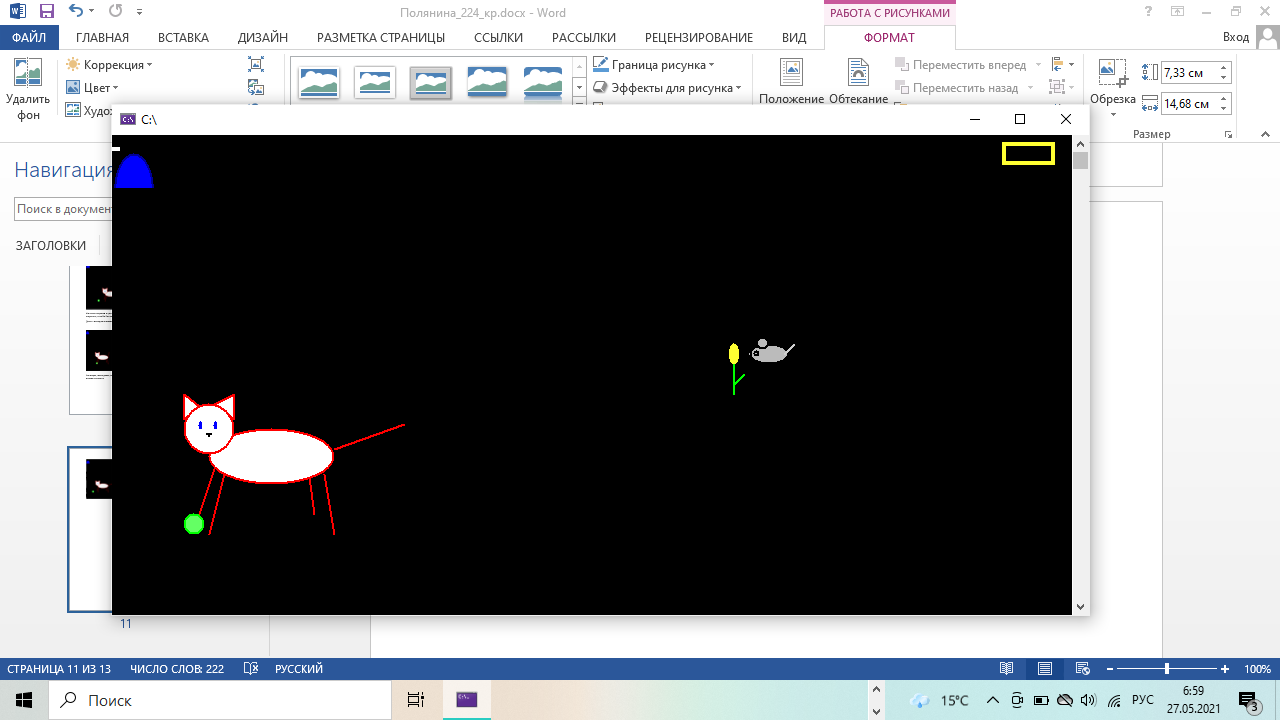 Полянина_224_кр.docx - Word
РАБОТА С РИСУНКАМИ
ФАЙЛ ГЛАВНАЯ ВСТАВКА ДИЗАЙН РАЗМЕТКА СТРАНИЦЫ ССЫЛКИ РАССЫЛКИ РЕЦЕНЗИРОВАНИЕ ВИД ФОРМАТ Вход
Удалить фон
Коррекция
Цвет
Худо
Граница рисунка
Эффекты для рисунка
Положение
Обтекание
Переместить вперед
Переместить назад
Обрезка
7,33 см
14,68 см
Размер
C:\
Навигация
Поиск в докумен
ЗАГОЛОВКИ
11
СТРАНИЦА 11 ИЗ 13 ЧИСЛО СЛОВ: 222 РУССКИЙ 100%
Поиск
15°C
РУС
6:59
27.05.2021
3